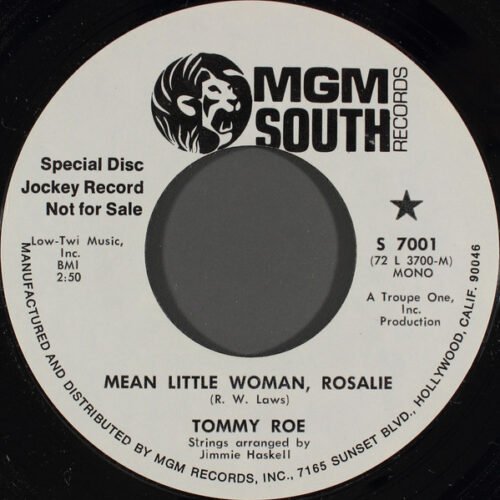 MGM
SOUTH
RECORDS
Special Disc
Jockey Record
Not for Sale
S 7001
(72 L 3700-M)
MONO
Low-Twi Music,
Inc.
BMI
2:50
A Troupe One,
Inc.
Production
MEAN LITTLE WOMAN, ROSALIE
(R. W. Laws)
TOMMY ROE
Strings arranged by
Jimmie Haskell
MANUFACTURED AND DISTRIBUTED BY MGM RECORDS, INC., 7165 SUNSET BLVD., HOLLYWOOD, CALIF. 90046